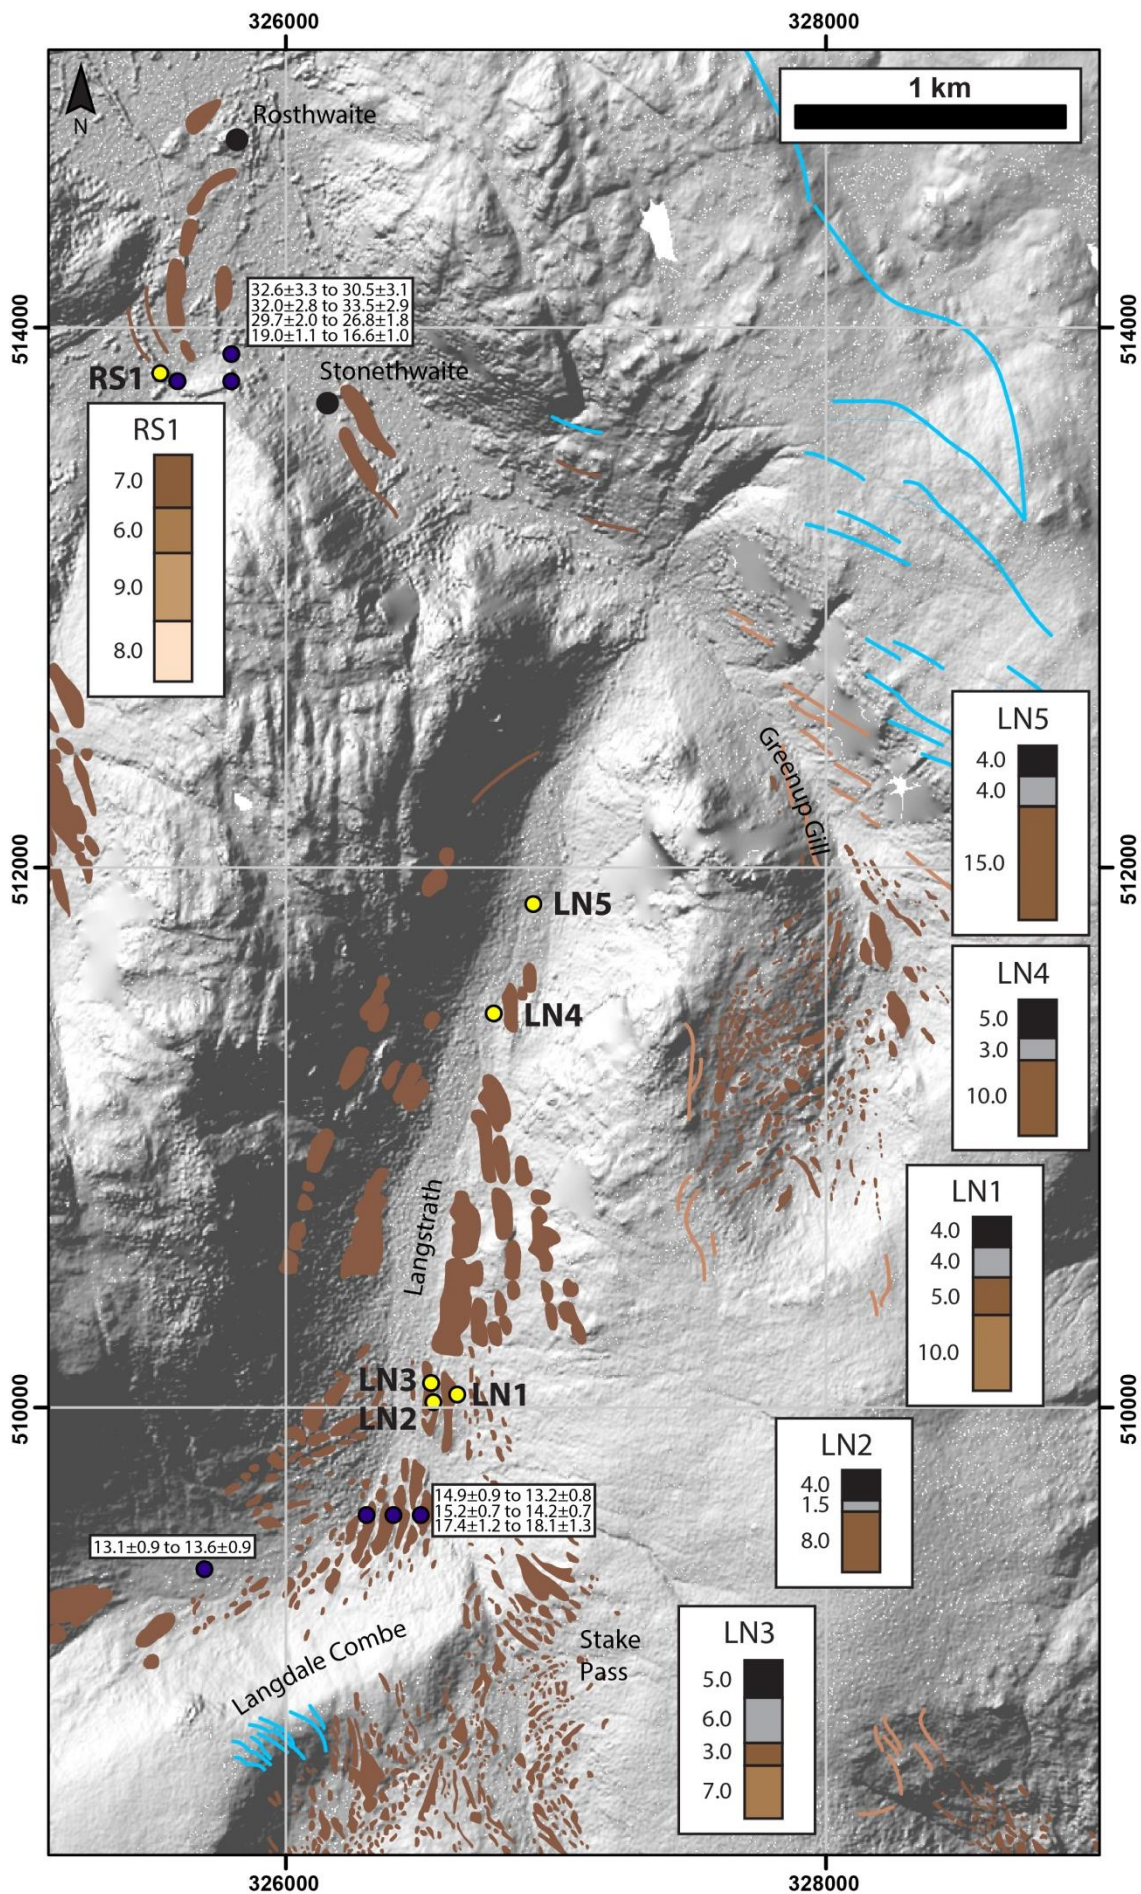 326000
328000
1 km
N
Rosthwaite
32.6±3.3 to 30.5±3.1
32.0±2.8 to 33.5±2.9
29.7±2.0 to 26.8±1.8
19.0±1.1 to 16.6±1.0
514000
514000
Stonethwaite
RS1
RS1
7.0
6.0
9.0
8.0
Greenup Gill
LN5
4.0
4.0
15.0
512000
512000
LN5
LN4
LN4
5.0
3.0
10.0
Langstrath
LN1
4.0
4.0
5.0
10.0
LN3
LN1
LN2
510000
510000
LN2
4.0
1.5
8.0
14.9±0.9 to 13.2±0.8
15.2±0.7 to 14.2±0.7
17.4±1.2 to 18.1±1.3
13.1±0.9 to 13.6±0.9
Langdale Combe
Stake
Pass
LN3
5.0
6.0
3.0
7.0
326000
328000